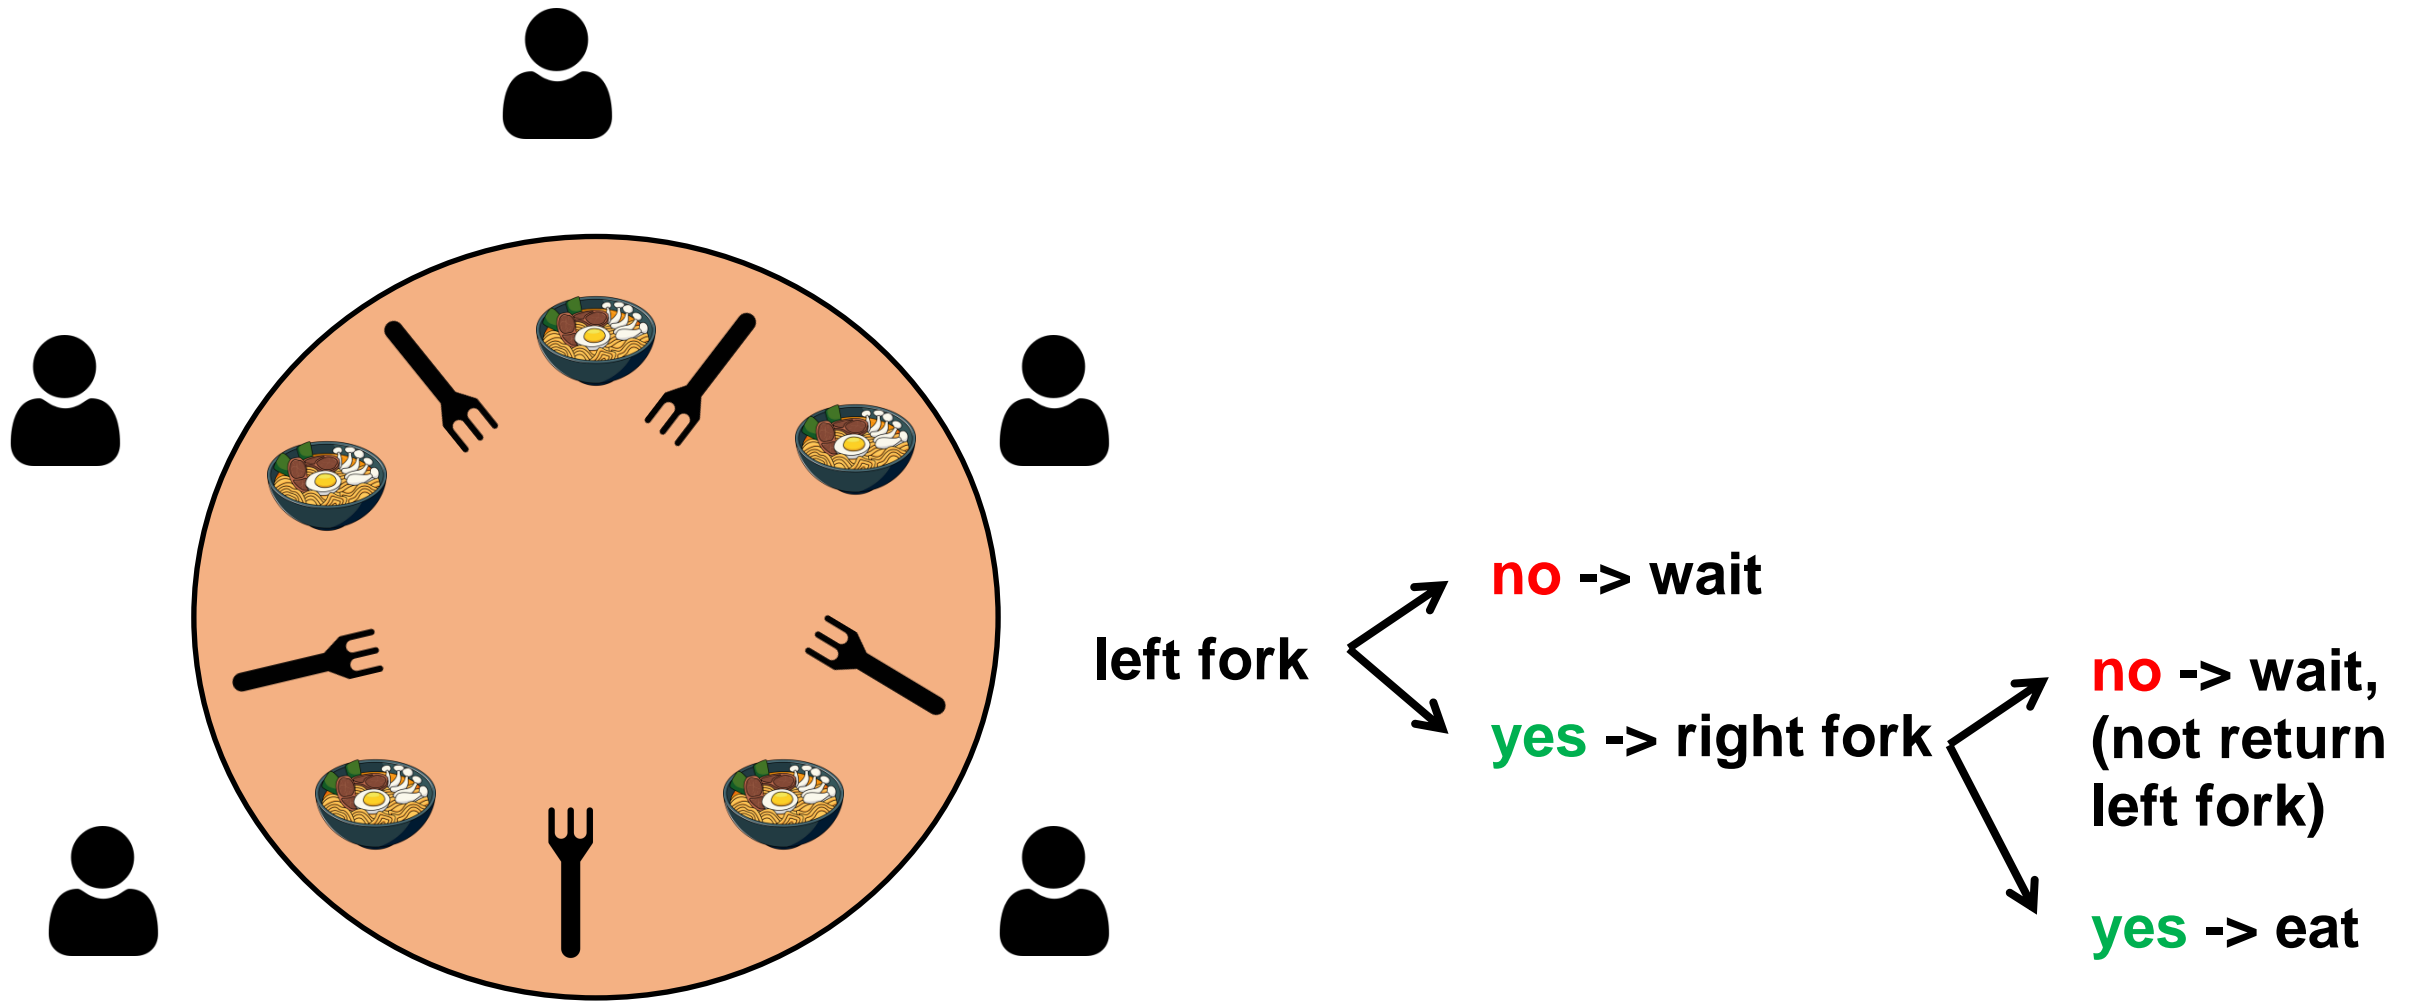 no -> wait
left fork
yes -> right fork
no -> wait,
(not return
left fork)
yes -> eat